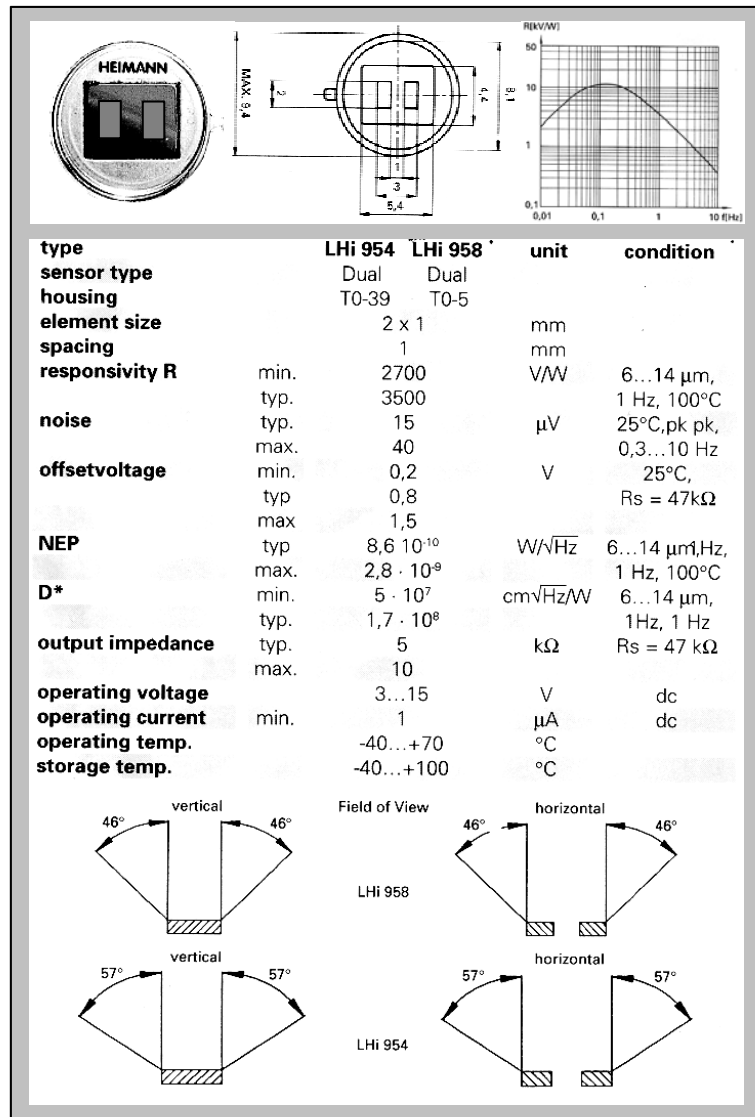 HEIMANN
MAX. 9,4
2
1
3
5,4
4,4
8,1
R[kV/W]
50
10
1
0,1
0,01 0,1 1 10 f[Hz]
type LHi 954 LHi 958 unit condition
sensor type Dual Dual
housing T0-39 T0-5
element size 2 x 1 mm
spacing 1 mm
responsivity R min. 2700 V/W 6...14 µm,
typ. 3500 1 Hz, 100°C
noise typ. 15 µV 25°C,pk pk,
max. 40 0,3...10 Hz
offsetvoltage min. 0,2 V 25°C,
typ 0,8 Rs = 47kΩ
max 1,5
NEP typ 8,6 10⁻¹⁰ W/√Hz 6...14 µm,Hz,
max. 2,8 · 10⁻⁹ 1 Hz, 100°C
D* min. 5 · 10⁷ cm√Hz/W 6...14 µm,
typ. 1,7 · 10⁸ 1Hz, 1 Hz
output impedance typ. 5 kΩ Rs = 47 kΩ
max. 10
operating voltage 3...15 V dc
operating current min. 1 µA dc
operating temp. -40...+70 °C
storage temp. -40...+100 °C
vertical Field of View horizontal
46° 46° 46° 46°
LHi 958
vertical horizontal
57° 57° 57° 57°
LHi 954